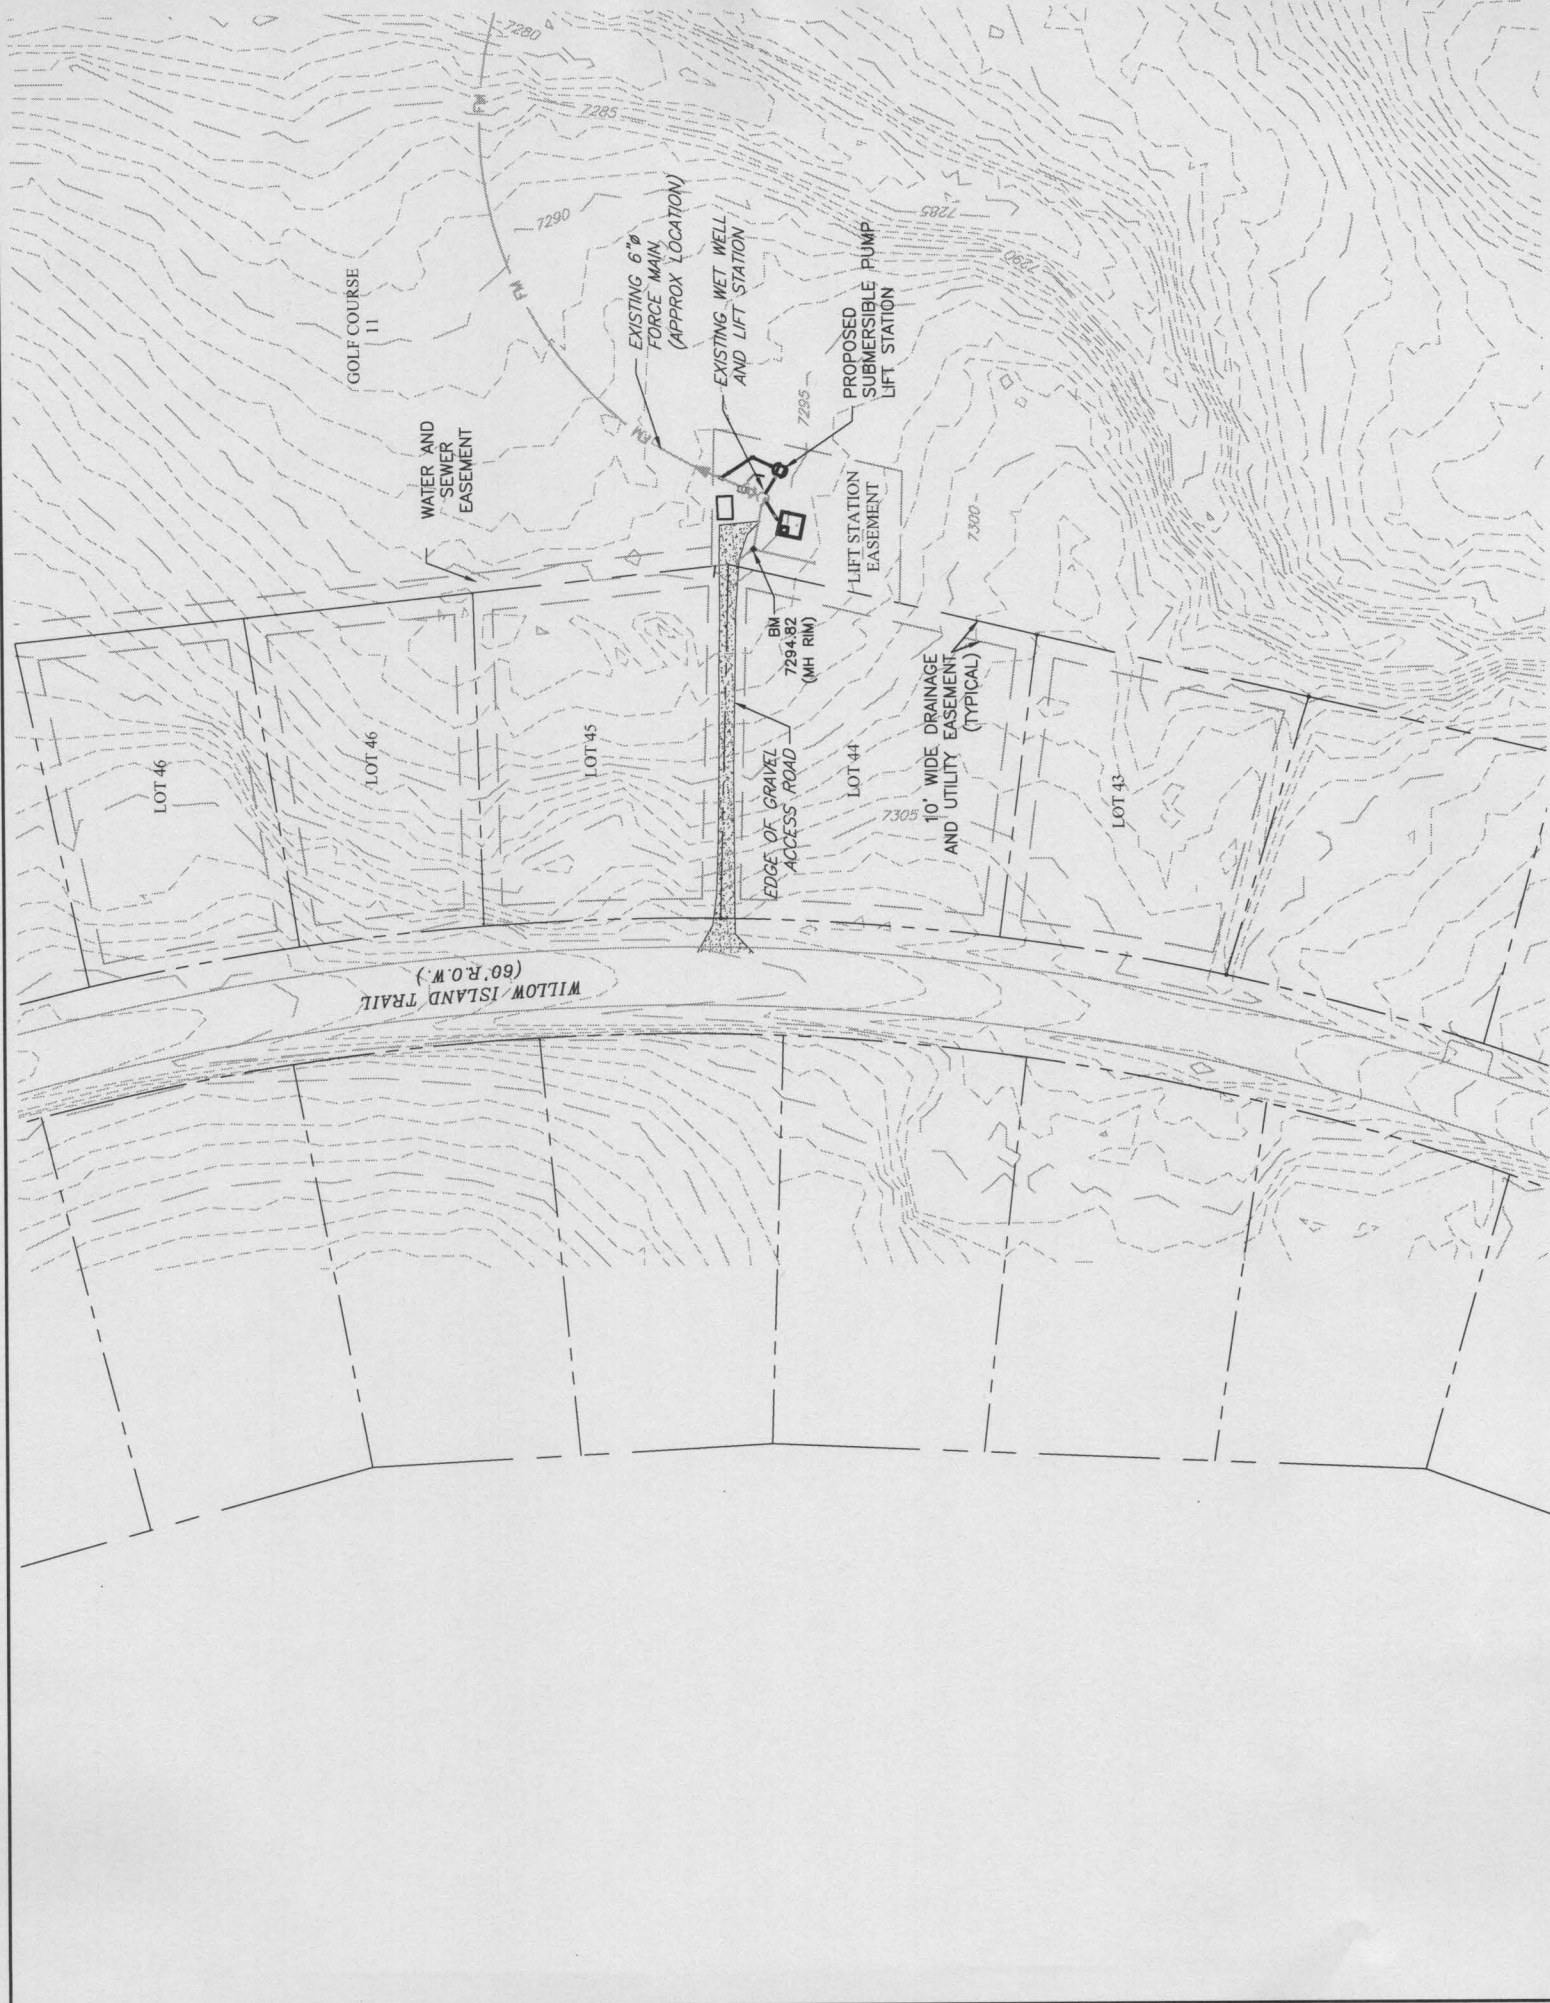 7280
7285
7290
GOLF COURSE
11
EXISTING 6"ø
FORCE MAIN
(APPROX LOCATION)
EXISTING WET WELL
AND LIFT STATION
PROPOSED
SUBMERSIBLE PUMP
LIFT STATION
7285
7290
FM
FM
FM
WATER AND
SEWER
EASEMENT
7295
LIFT STATION
EASEMENT
7300
BM
7294.82
(MH RIM)
10' WIDE DRAINAGE
AND UTILITY EASEMENT
(TYPICAL)
LOT 46
LOT 46
LOT 45
EDGE OF GRAVEL
ACCESS ROAD
LOT 44
7305
LOT 43
WILLOW ISLAND TRAIL
(60' R.O.W.)